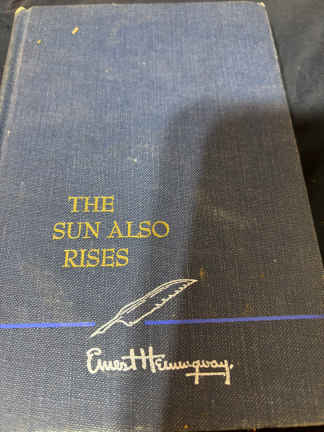 THE
SUN ALSO
RISES
Ernest Hemingway.